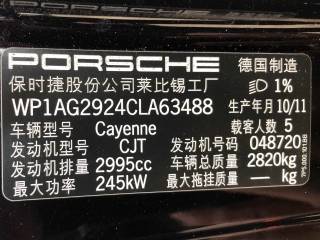 PORSCHE 德国制造
保时捷股份公司莱比锡工厂 1%
WP1AG2924CLA63488 生产年月 10/11
车辆型号 Cayenne 载客人数 5
发动机型号 CJT 发动机号码 048720
发动机排量 2995cc 车辆总质量 2820kg
最大功率 245kW 最大拖挂质量 — kg